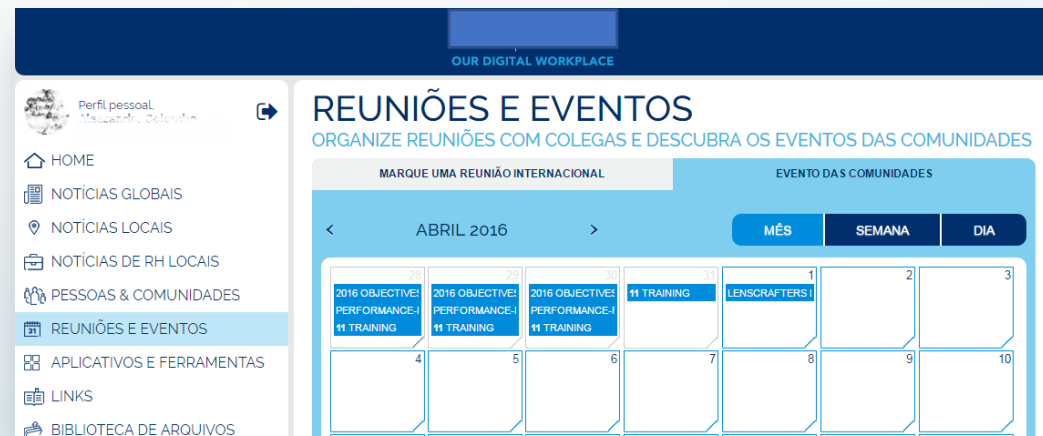 OUR DIGITAL WORKPLACE
Perfil pessoal,
HOME
NOTÍCIAS GLOBAIS
NOTÍCIAS LOCAIS
NOTÍCIAS DE RH LOCAIS
PESSOAS & COMUNIDADES
31 REUNIÕES E EVENTOS
APLICATIVOS E FERRAMENTAS
LINKS
BIBLIOTECA DE ARQUIVOS
REUNIÕES E EVENTOS
ORGANIZE REUNIÕES COM COLEGAS E DESCUBRA OS EVENTOS DAS COMUNIDADES
MARQUE UMA REUNIÃO INTERNACIONAL EVENTO DAS COMUNIDADES
< ABRIL 2016 > MÊS SEMANA DIA
28 29 30 31 1 2 3
2016 OBJECTIVES 2016 OBJECTIVES 2016 OBJECTIVES 11 TRAINING LENSCRAFTERS I
PERFORMANCE-I PERFORMANCE-I PERFORMANCE-I
11 TRAINING 11 TRAINING 11 TRAINING
4 5 6 7 8 9 10